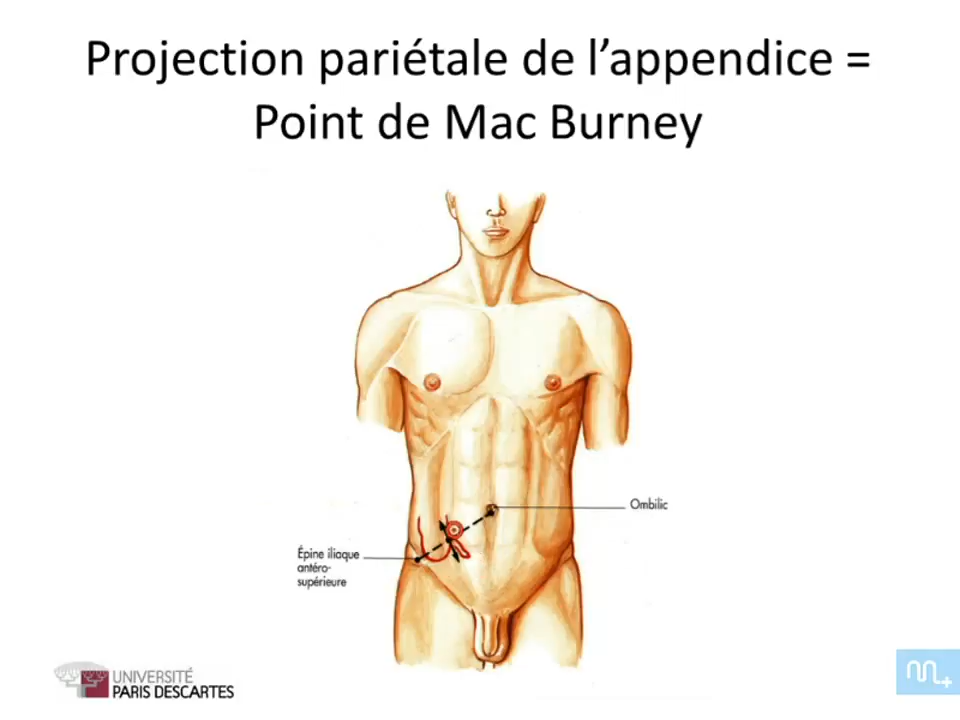 Projection pariétale de l’appendice =
Point de Mac Burney
Ombilic
Épine iliaque
antéro-
supérieure
UNIVERSITÉ
PARIS DESCARTES